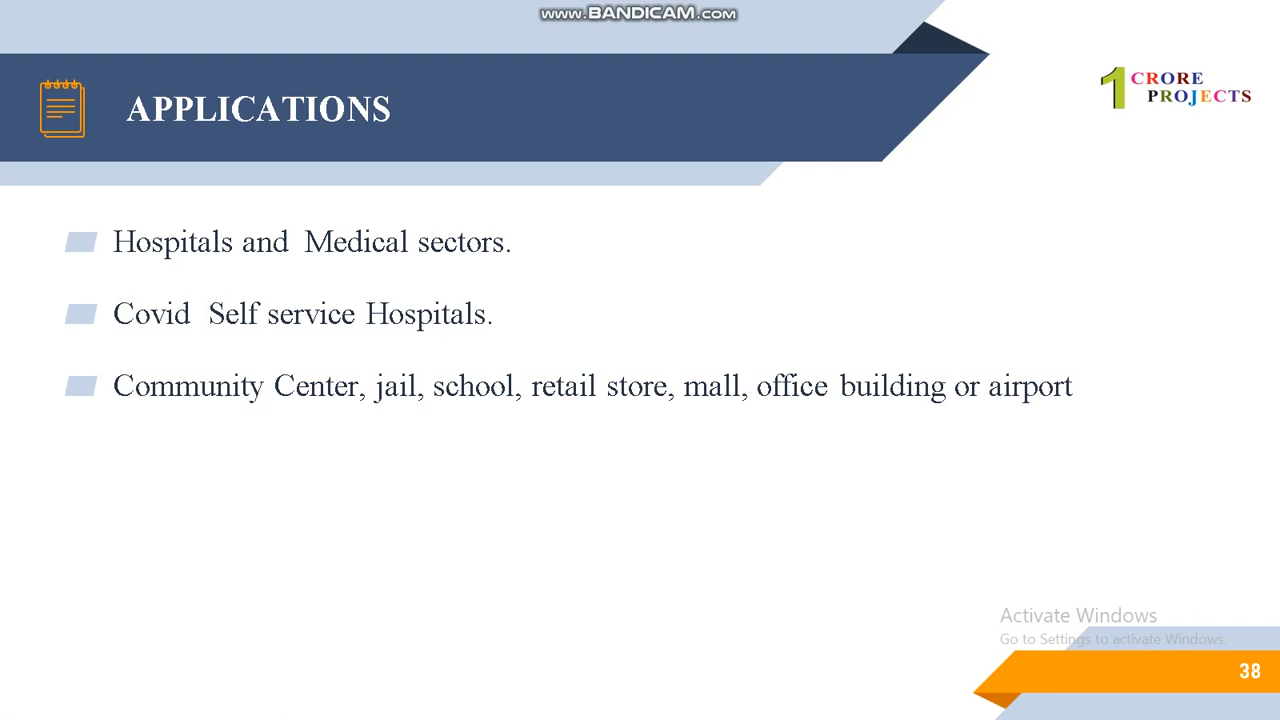 www.BANDICAM.com
APPLICATIONS
1 CRORE
PROJECTS
Hospitals and  Medical sectors.
Covid  Self service Hospitals.
Community Center, jail, school, retail store, mall, office building or airport
Activate Windows
Go to Settings to activate Windows.
38